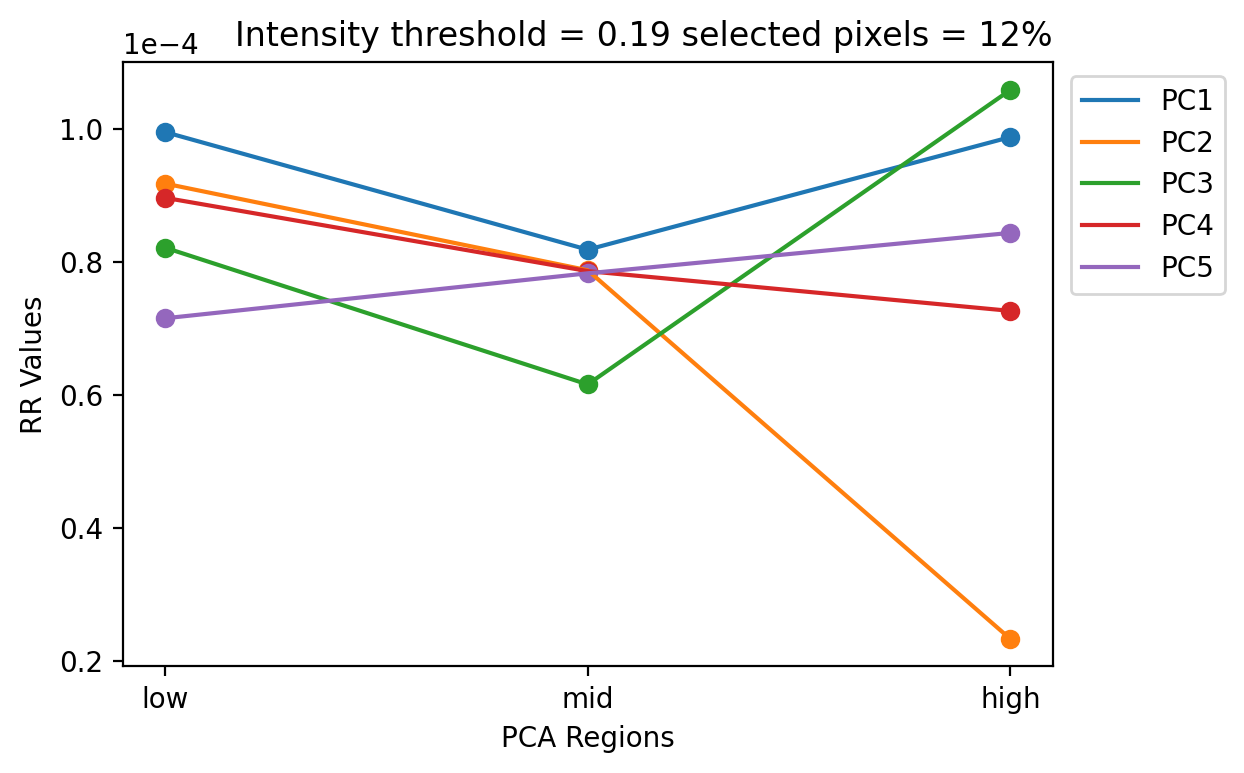 1e−4
Intensity threshold = 0.19 selected pixels = 12%
PC1
PC2
PC3
PC4
PC5
RR Values
1.0
0.8
0.6
0.4
0.2
low mid high
PCA Regions